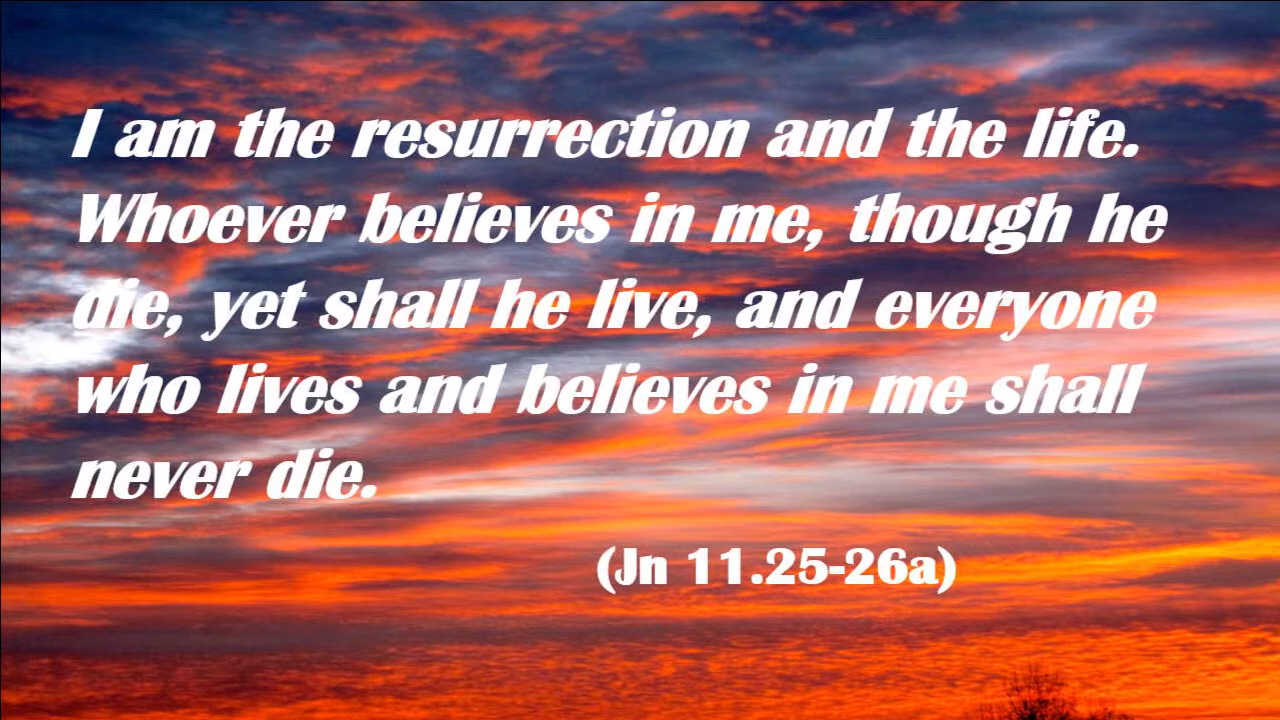 I am the resurrection and the life.
Whoever believes in me, though he
die, yet shall he live, and everyone
who lives and believes in me shall
never die.
(Jn 11.25-26a)